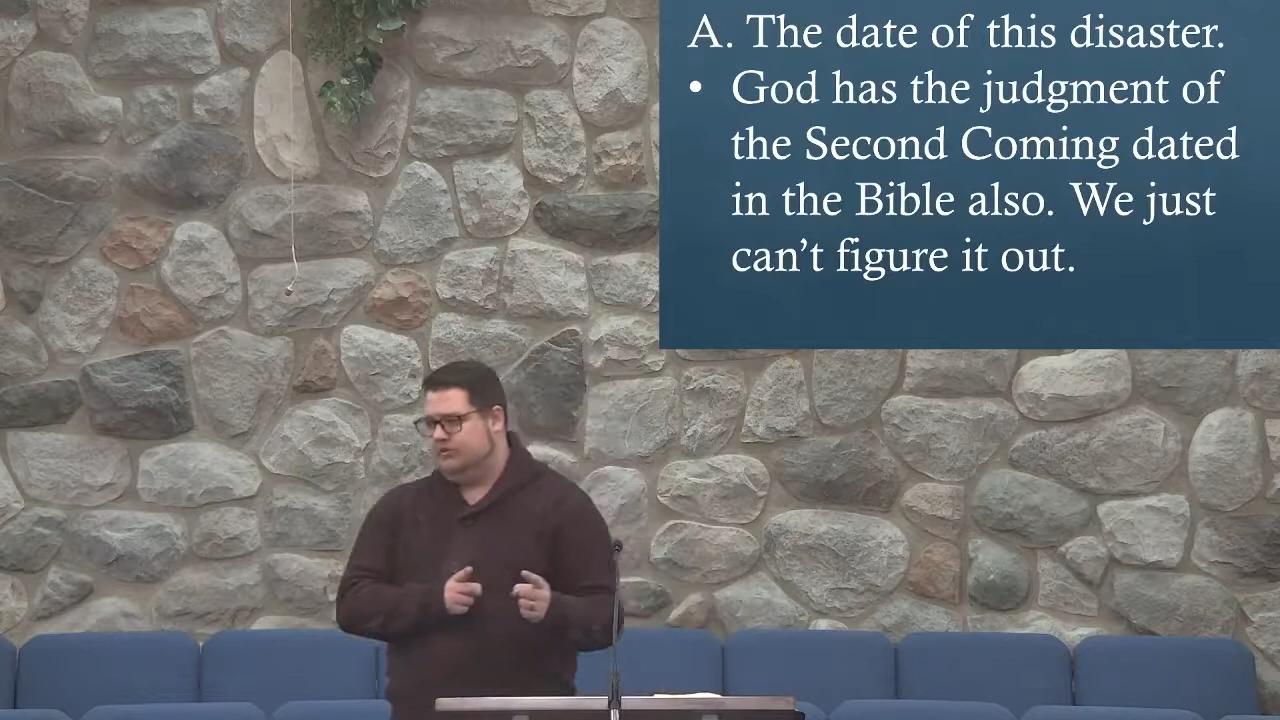 A. The date of this disaster.
• God has the judgment of
the Second Coming dated
in the Bible also. We just
can’t figure it out.